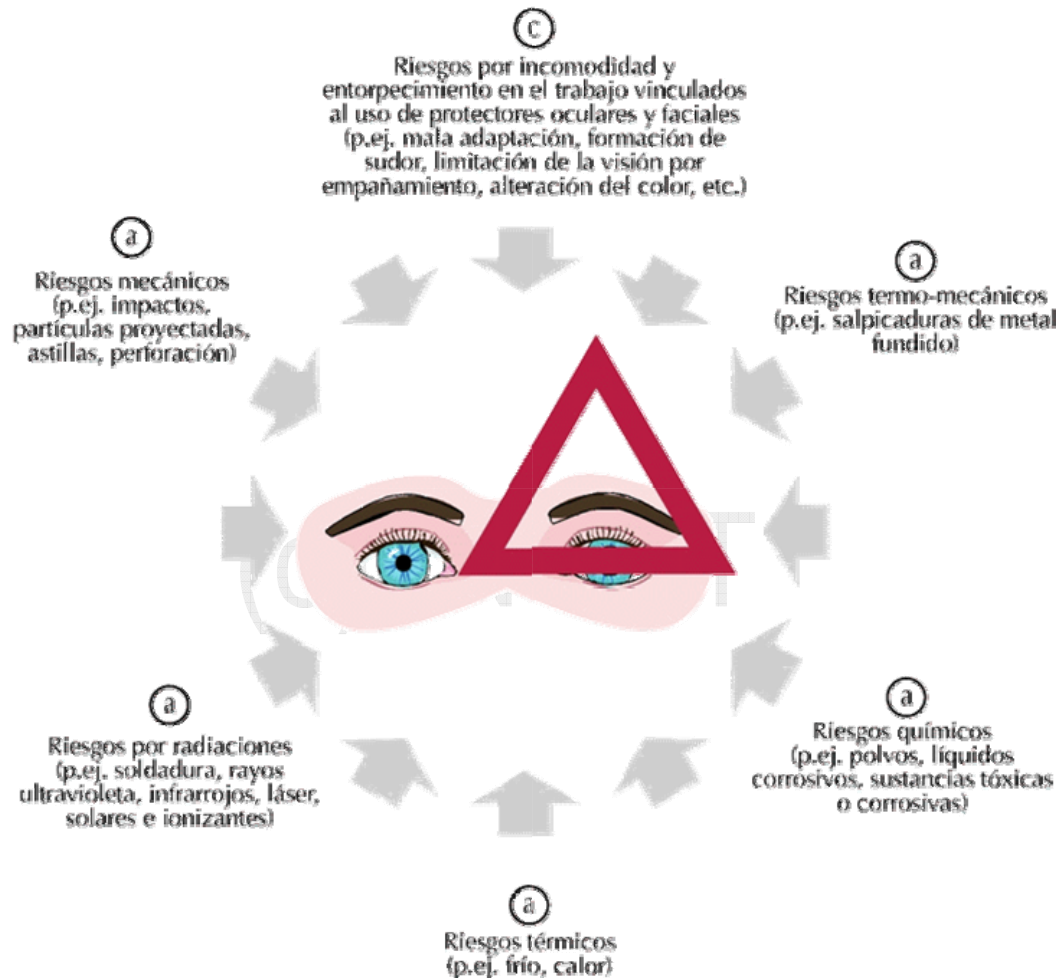 c
Riesgos por incomodidad y
entorpecimiento en el trabajo vinculados
al uso de protectores oculares y faciales
(p.ej. mala adaptación, formación de
sudor, limitación de la visión por
empañamiento, alteración del color, etc.)
a
Riesgos mecánicos
(p.ej. impactos,
partículas proyectadas,
astillas, perforación)
a
Riesgos termo-mecánicos
(p.ej. salpicaduras de metal
fundido)
a
Riesgos por radiaciones
(p.ej. soldadura, rayos
ultravioleta, infrarrojos, láser,
solares e ionizantes)
a
Riesgos químicos
(p.ej. polvos, líquidos
corrosivos, sustancias tóxicas
o corrosivas)
a
Riesgos térmicos
(p.ej. frío, calor)